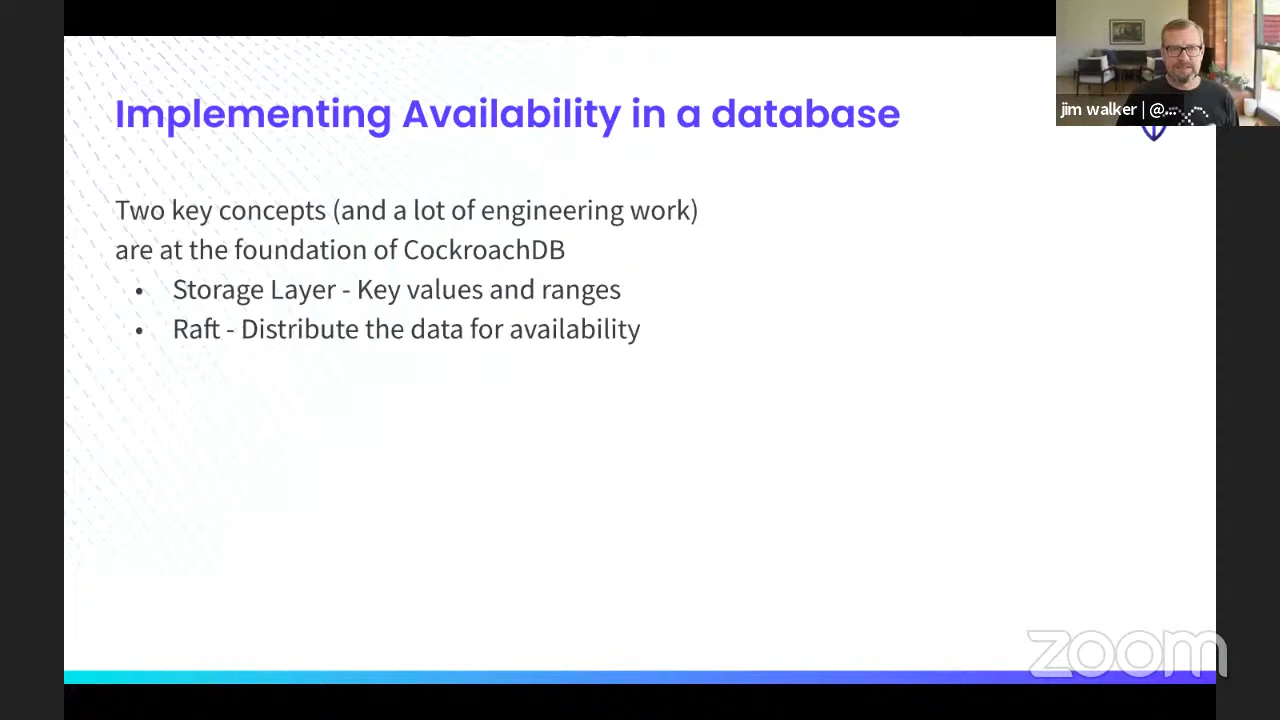 Implementing Availability in a database
jim walker | @...
Two key concepts (and a lot of engineering work)
are at the foundation of CockroachDB
• Storage Layer - Key values and ranges
• Raft - Distribute the data for availability
zoom